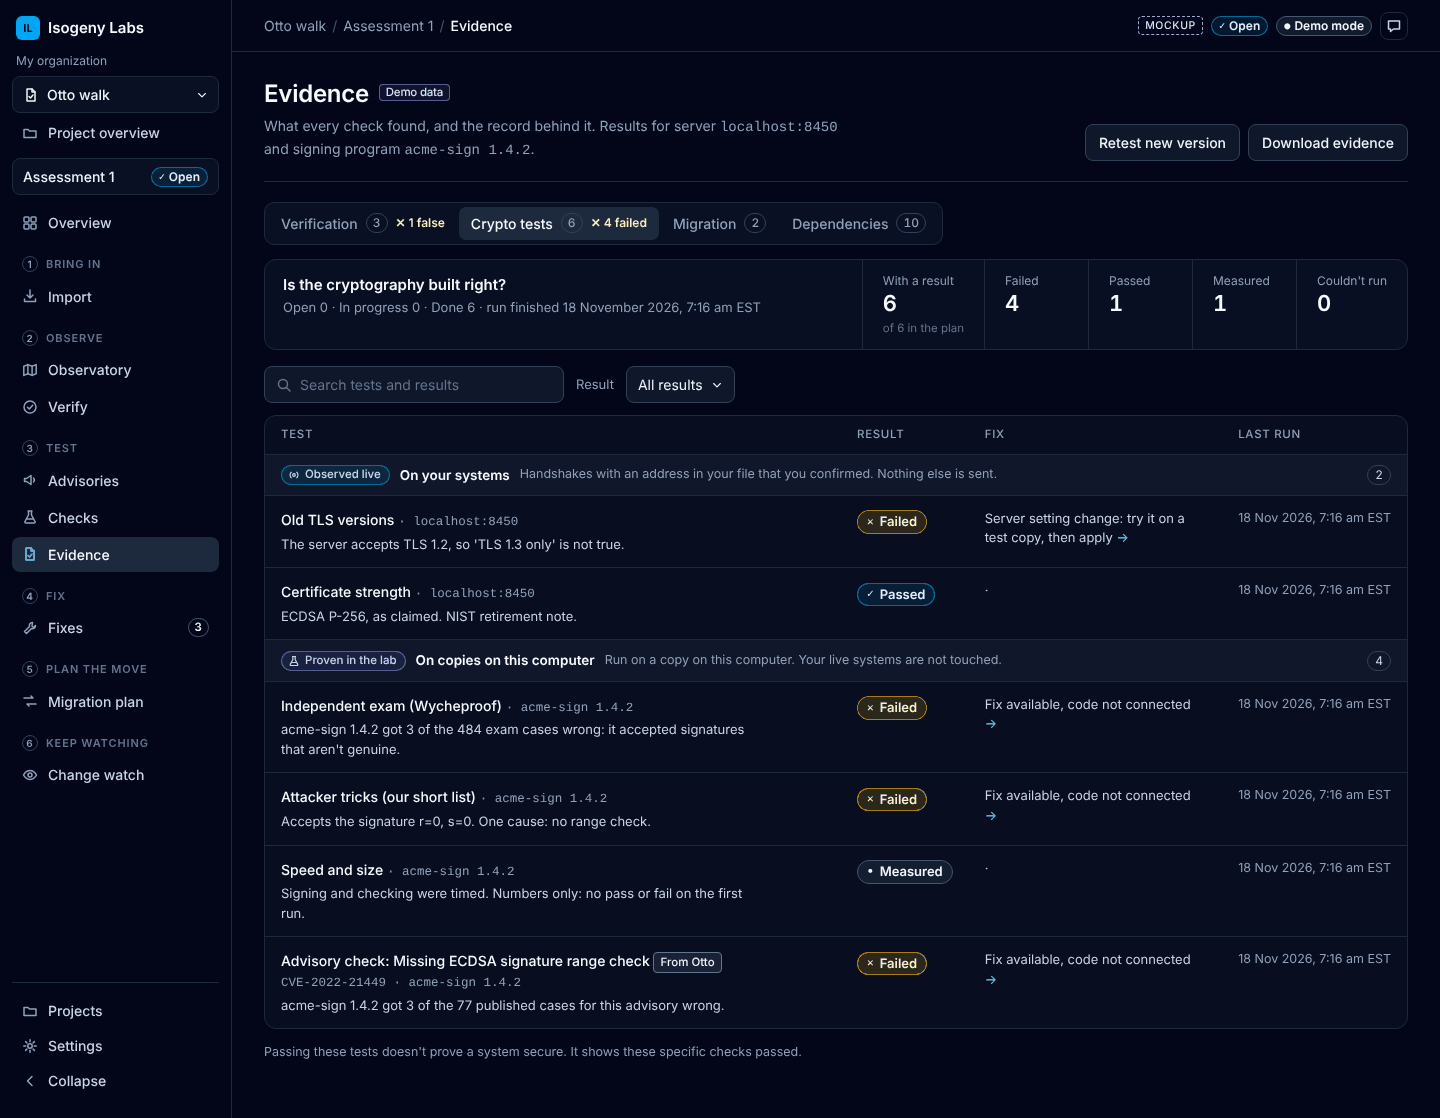 IL Isogeny Labs
My organization
Otto walk
Project overview
Assessment 1 ✓ Open
Overview
1 BRING IN
Import
2 OBSERVE
Observatory
Verify
3 TEST
Advisories
Checks
Evidence
4 FIX
Fixes 3
5 PLAN THE MOVE
Migration plan
6 KEEP WATCHING
Change watch
Projects
Settings
Collapse
Otto walk / Assessment 1 / Evidence
MOCKUP ✓ Open ● Demo mode
Evidence Demo data
What every check found, and the record behind it. Results for server localhost:8450
and signing program acme-sign 1.4.2.
Retest new version Download evidence
Verification 3 ✕ 1 false Crypto tests 6 ✕ 4 failed Migration 2 Dependencies 10
Is the cryptography built right?
Open 0 · In progress 0 · Done 6 · run finished 18 November 2026, 7:16 am EST
With a result
6
of 6 in the plan
Failed
4
Passed
1
Measured
1
Couldn't run
0
Search tests and results Result All results
TEST RESULT FIX LAST RUN
Observed live On your systems Handshakes with an address in your file that you confirmed. Nothing else is sent. 2
Old TLS versions · localhost:8450
The server accepts TLS 1.2, so 'TLS 1.3 only' is not true.
× Failed
Server setting change: try it on a
test copy, then apply →
18 Nov 2026, 7:16 am EST
Certificate strength · localhost:8450
ECDSA P-256, as claimed. NIST retirement note.
✓ Passed
·
18 Nov 2026, 7:16 am EST
Proven in the lab On copies on this computer Run on a copy on this computer. Your live systems are not touched. 4
Independent exam (Wycheproof) · acme-sign 1.4.2
acme-sign 1.4.2 got 3 of the 484 exam cases wrong: it accepted signatures
that aren't genuine.
× Failed
Fix available, code not connected
→
18 Nov 2026, 7:16 am EST
Attacker tricks (our short list) · acme-sign 1.4.2
Accepts the signature r=0, s=0. One cause: no range check.
× Failed
Fix available, code not connected
→
18 Nov 2026, 7:16 am EST
Speed and size · acme-sign 1.4.2
Signing and checking were timed. Numbers only: no pass or fail on the first
run.
• Measured
·
18 Nov 2026, 7:16 am EST
Advisory check: Missing ECDSA signature range check From Otto
CVE-2022-21449 · acme-sign 1.4.2
acme-sign 1.4.2 got 3 of the 77 published cases for this advisory wrong.
× Failed
Fix available, code not connected
→
18 Nov 2026, 7:16 am EST
Passing these tests doesn't prove a system secure. It shows these specific checks passed.